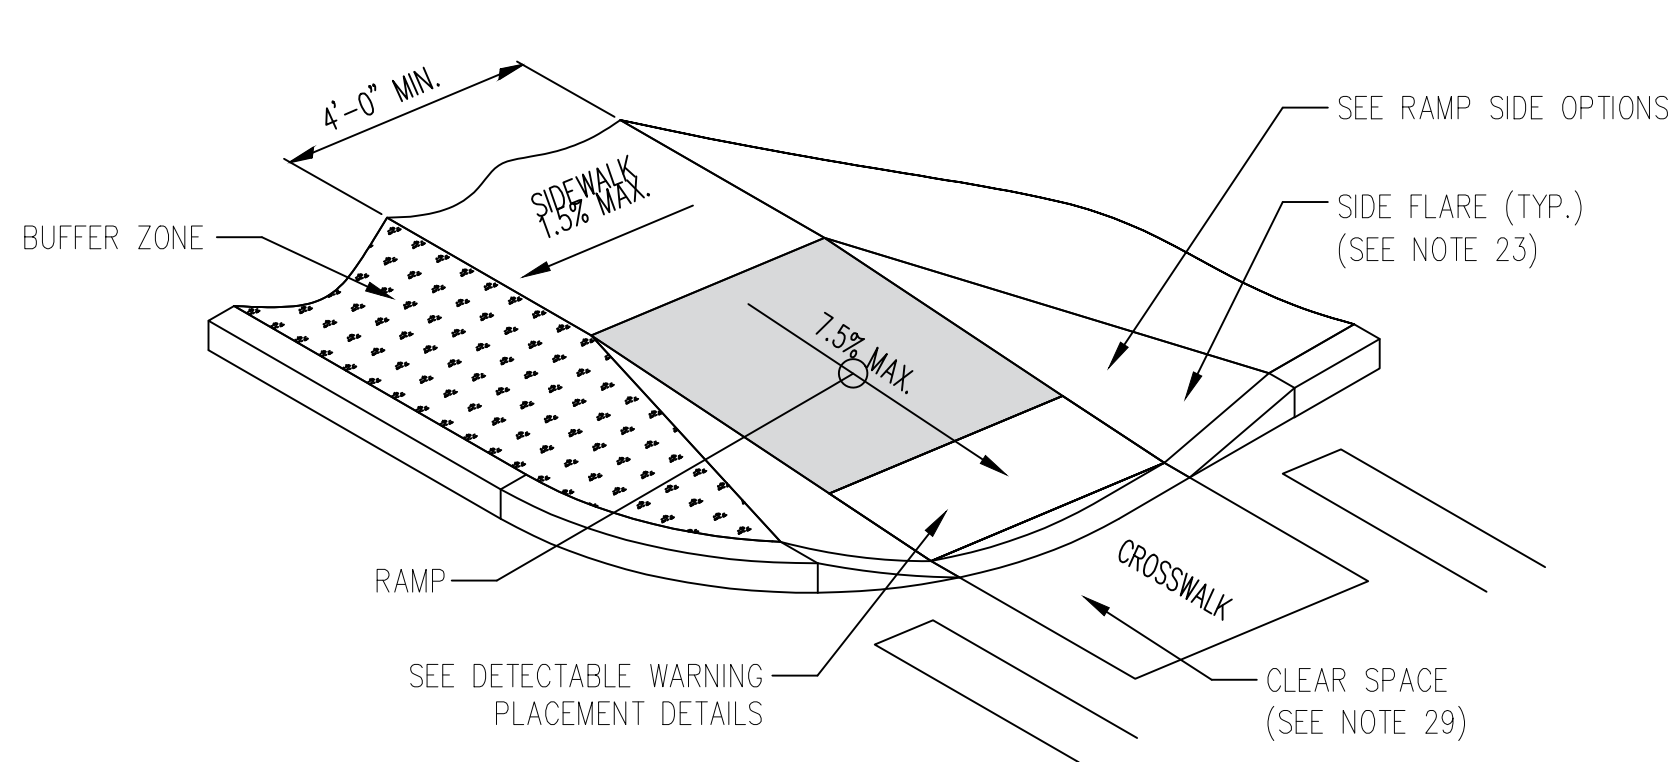 4'-0" MIN.
SEE RAMP SIDE OPTIONS
SIDEWALK
1.5% MAX.
SIDE FLARE (TYP.)
(SEE NOTE 23)
BUFFER ZONE
7.5% MAX.
RAMP
CROSSWALK
SEE DETECTABLE WARNING
PLACEMENT DETAILS
CLEAR SPACE
(SEE NOTE 29)